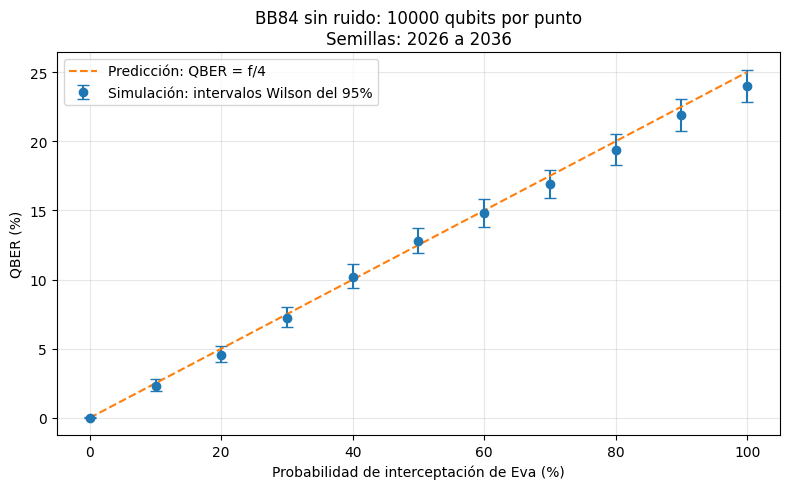 BB84 sin ruido: 10000 qubits por punto
Semillas: 2026 a 2036
Predicción: QBER = f/4
Simulación: intervalos Wilson del 95%
QBER (%)
25
20
15
10
5
0
0 20 40 60 80 100
Probabilidad de interceptación de Eva (%)